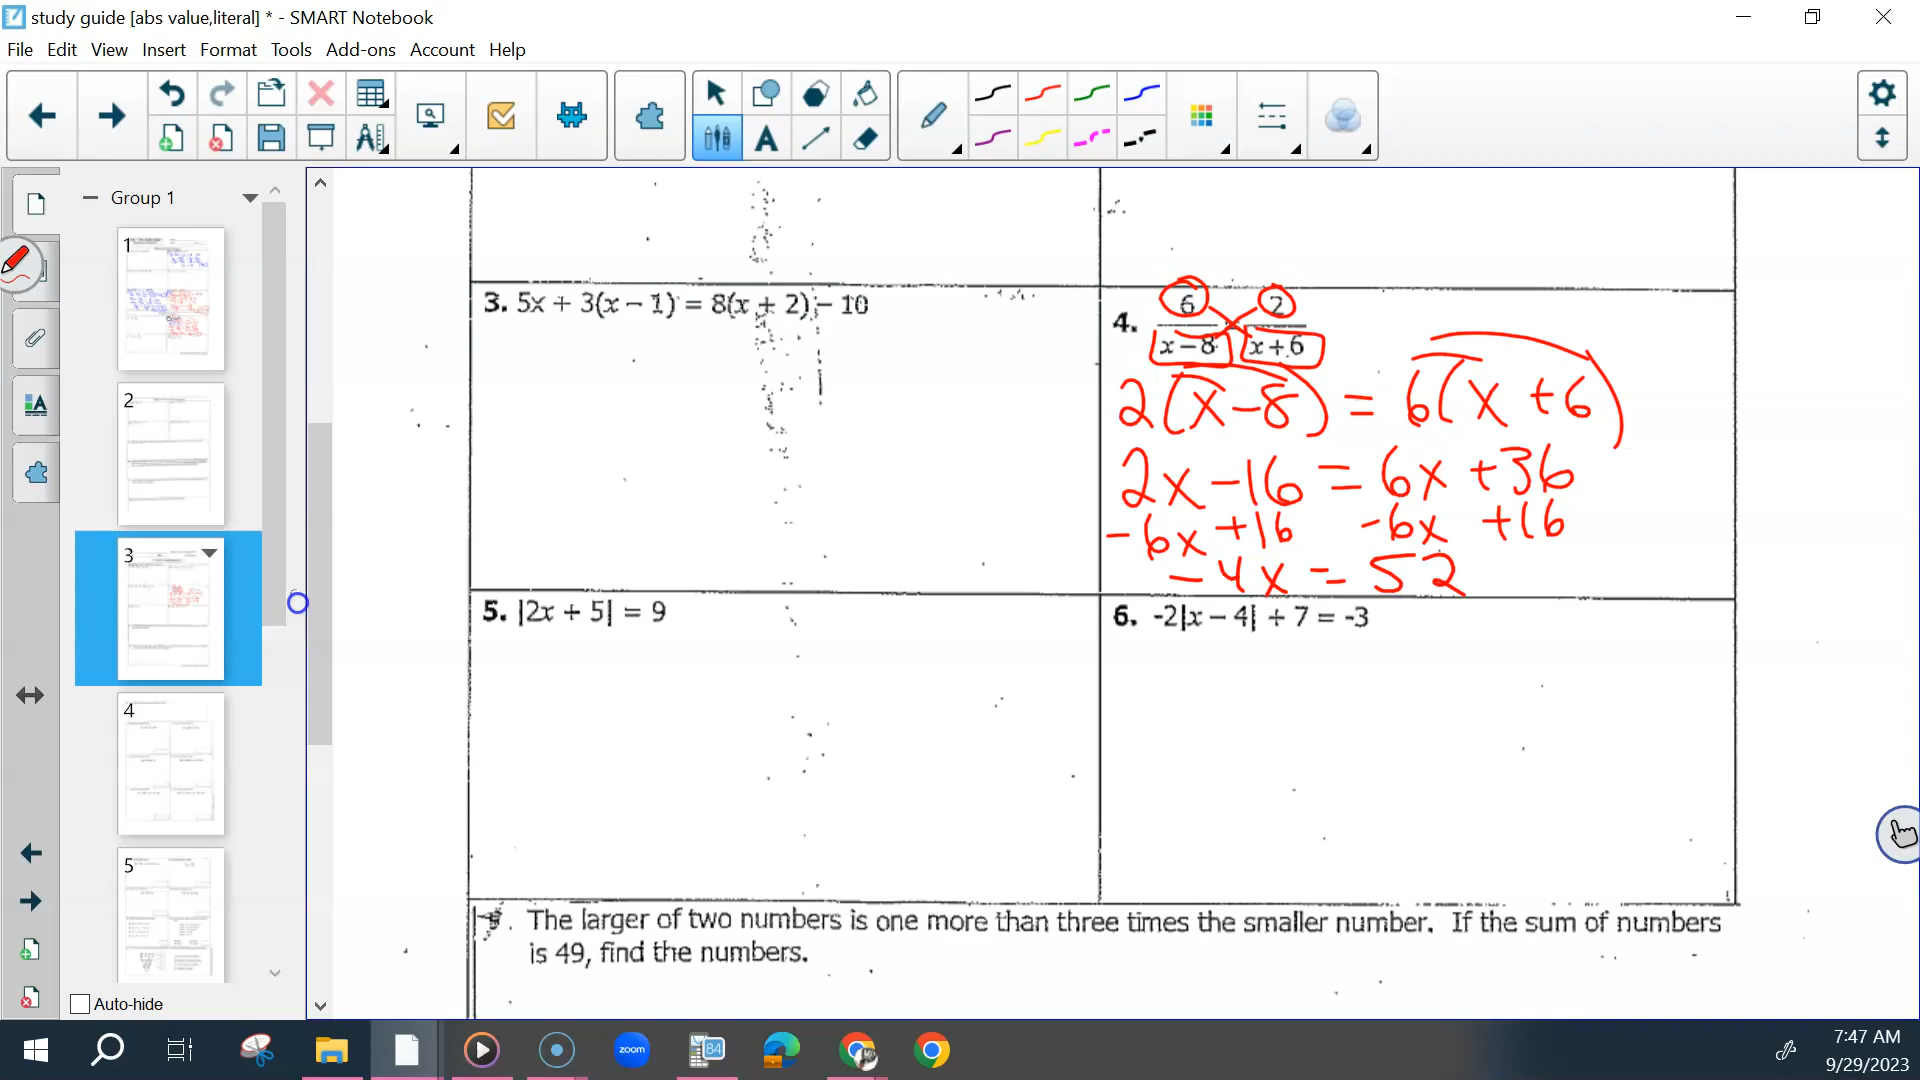 study guide [abs value,literal] * - SMART Notebook
File Edit View Insert Format Tools Add-ons Account Help
Group 1
1
2
3
4
5
Auto-hide
3. 5x + 3(x − 1) = 8(x + 2) − 10
4. 6 2
x − 8 x + 6
2(x − 8) = 6(x + 6)
2x − 16 = 6x + 36
−6x + 16 −6x + 16
−4x = 52
5. |2x + 5| = 9
6. -2|x − 4| + 7 = -3
The larger of two numbers is one more than three times the smaller number. If the sum of numbers
is 49, find the numbers.
zoom
84
7:47 AM
9/29/2023